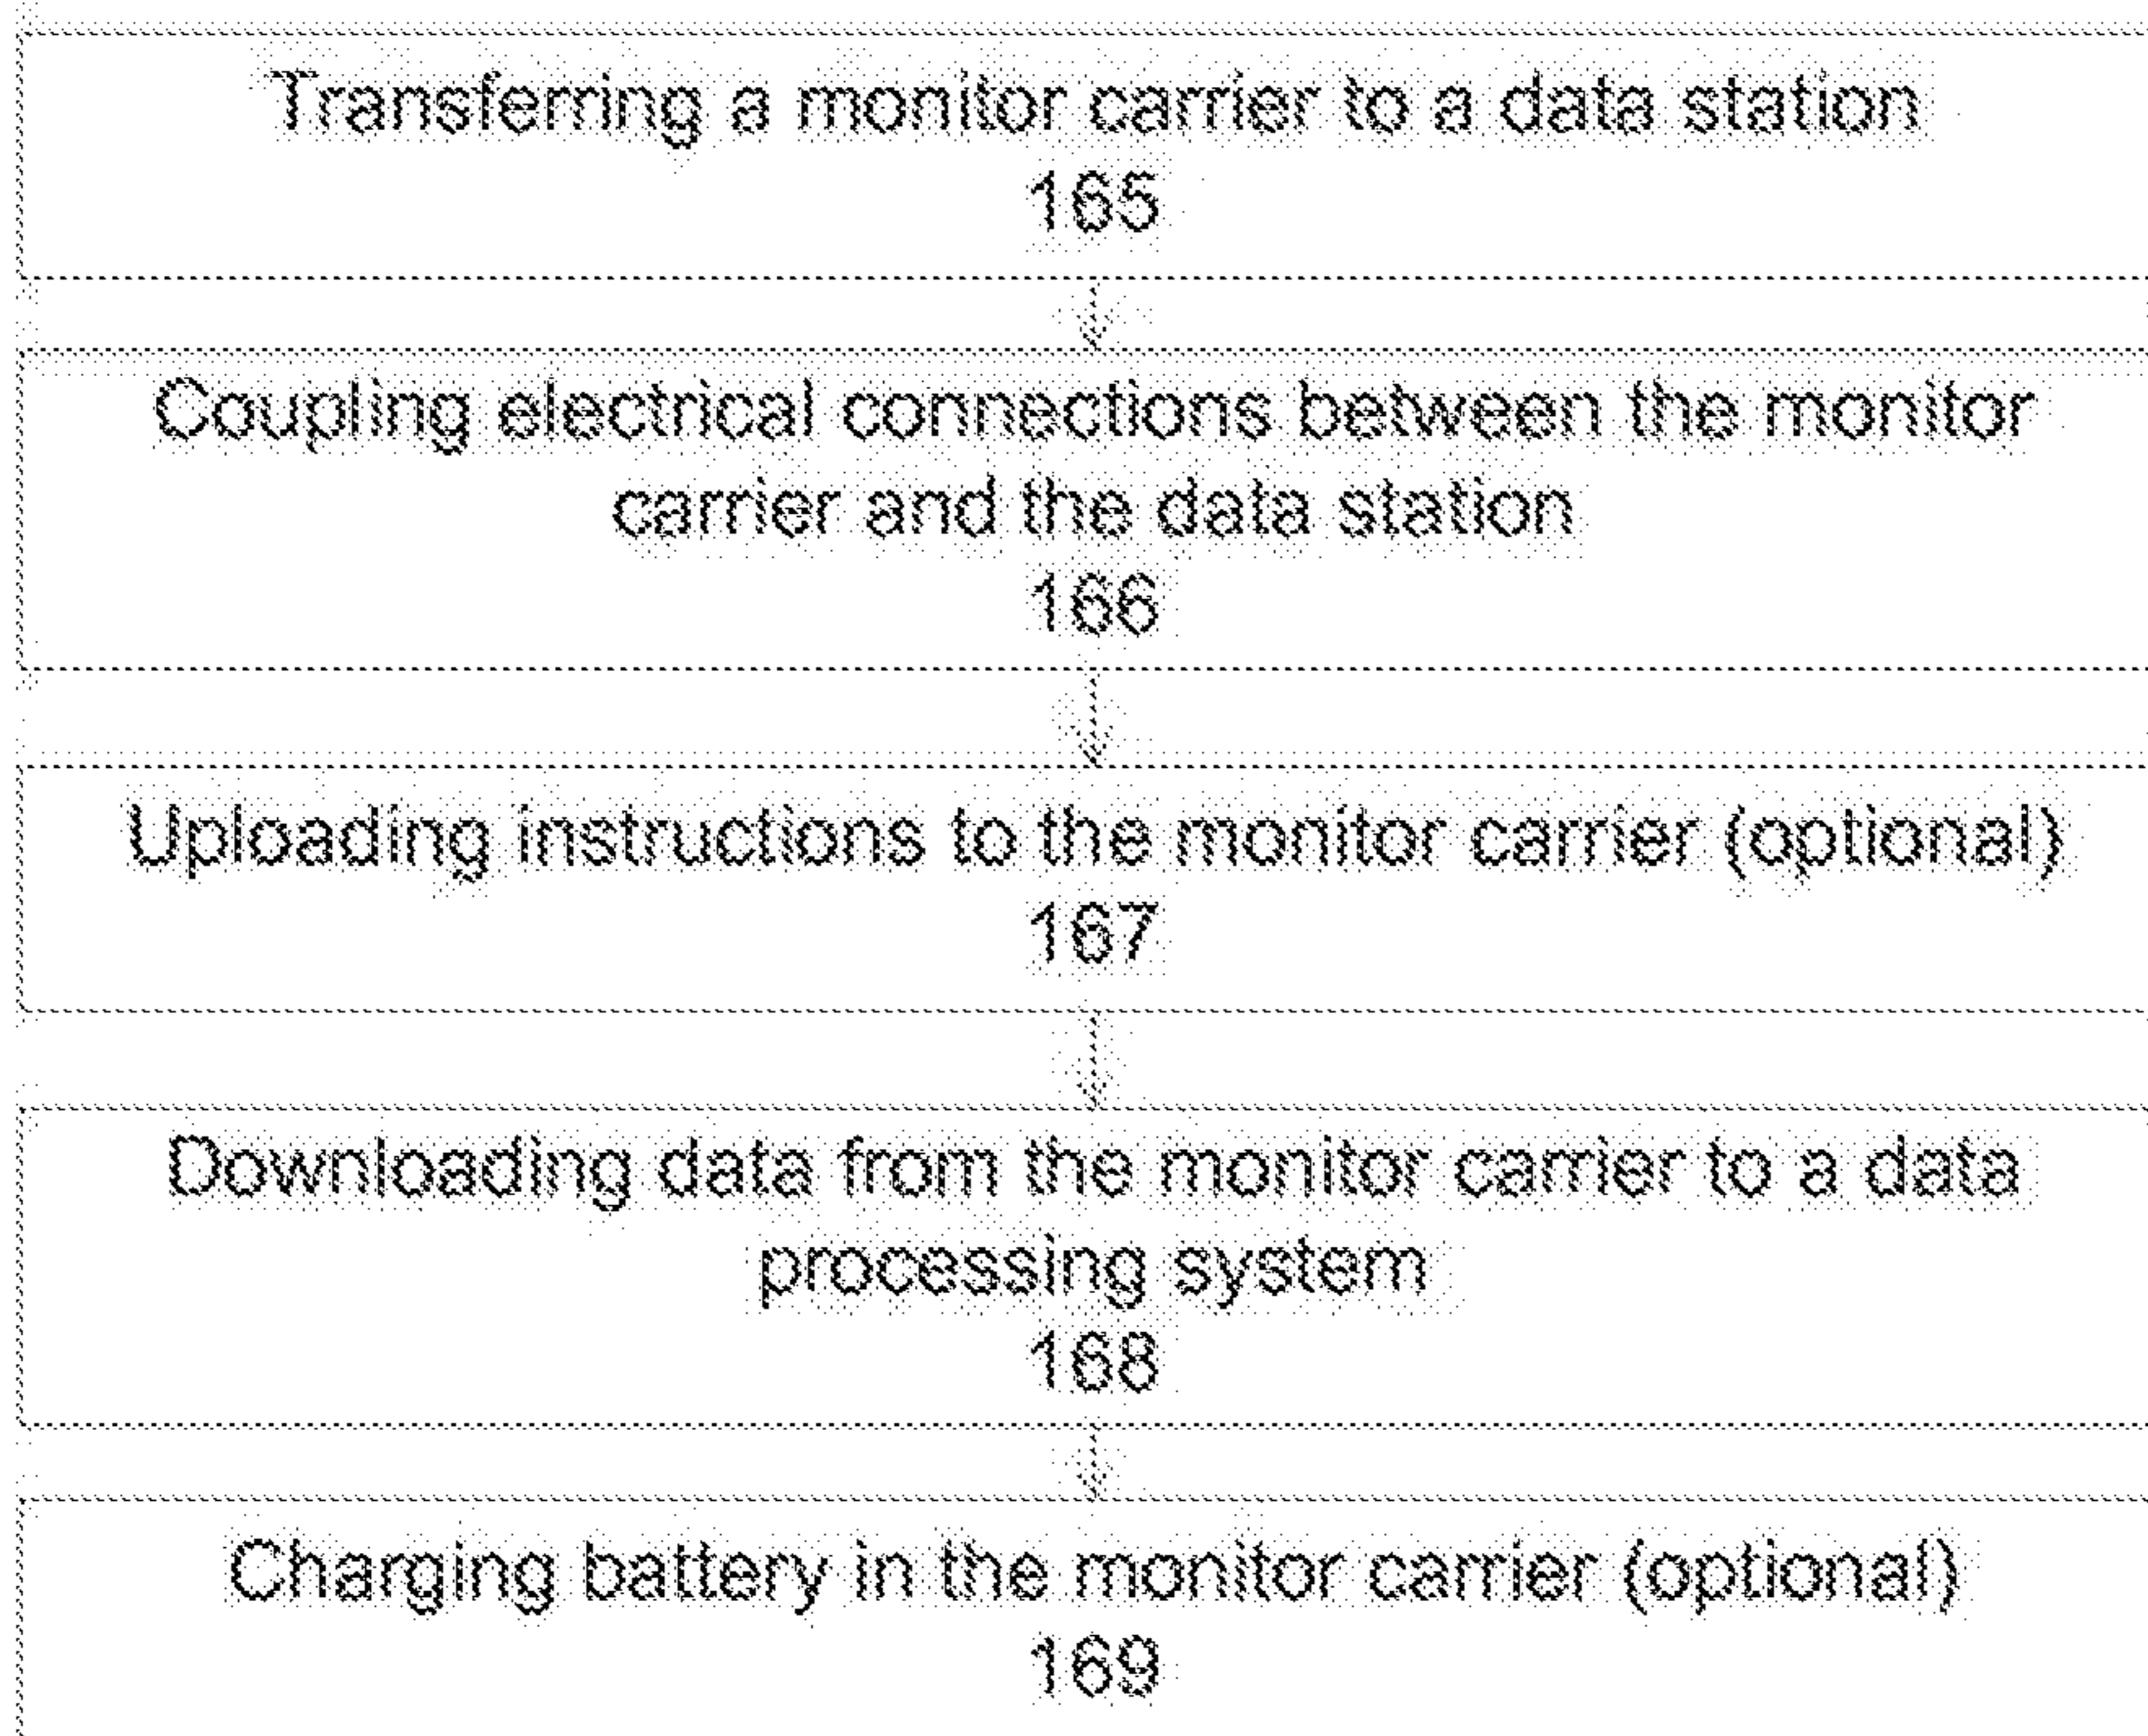 Transferring a monitor carrier to a data station
165
Coupling electrical connections between the monitor
carrier and the data station
166
Uploading instructions to the monitor carrier (optional)
167
Downloading data from the monitor carrier to a data
processing system
168
Charging battery in the monitor carrier (optional)
169